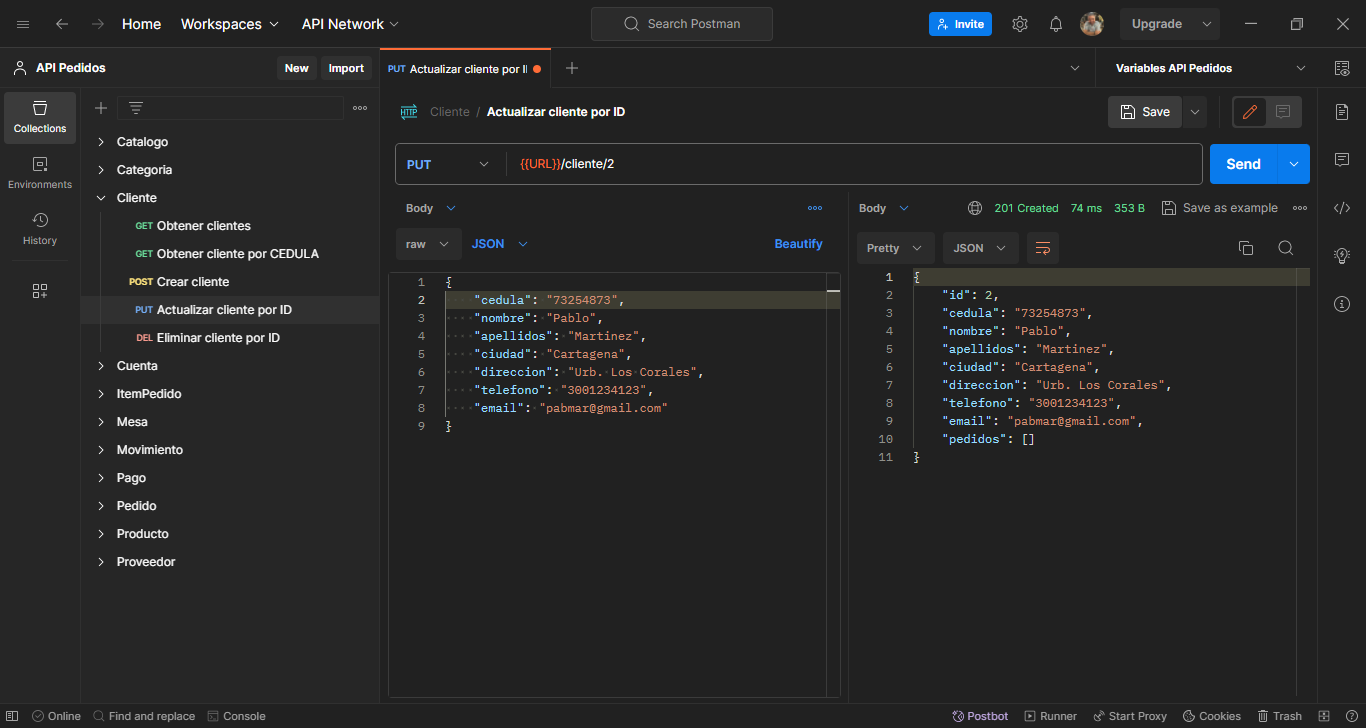 Home
Workspaces
API Network
Search Postman
Invite
Upgrade
API Pedidos
New
Import
PUT Actualizar cliente por I
Variables API Pedidos
Collections
Environments
History
Catalogo
Categoria
Cliente
GET Obtener clientes
GET Obtener cliente por CEDULA
POST Crear cliente
PUT Actualizar cliente por ID
DEL Eliminar cliente por ID
Cuenta
ItemPedido
Mesa
Movimiento
Pago
Pedido
Producto
Proveedor
HTTP Cliente / Actualizar cliente por ID
Save
PUT
{{URL}}/cliente/2
Send
Body
raw
JSON
Beautify
1 {
2 "cedula": "73254873",
3 "nombre": "Pablo",
4 "apellidos": "Martinez",
5 "ciudad": "Cartagena",
6 "direccion": "Urb. Los Corales",
7 "telefono": "3001234123",
8 "email": "pabmar@gmail.com"
9 }
Body
201 Created
74 ms
353 B
Save as example
Pretty
JSON
1 {
2 "id": 2,
3 "cedula": "73254873",
4 "nombre": "Pablo",
5 "apellidos": "Martinez",
6 "ciudad": "Cartagena",
7 "direccion": "Urb. Los Corales",
8 "telefono": "3001234123",
9 "email": "pabmar@gmail.com",
10 "pedidos": []
11 }
Online
Find and replace
Console
Postbot
Runner
Start Proxy
Cookies
Trash